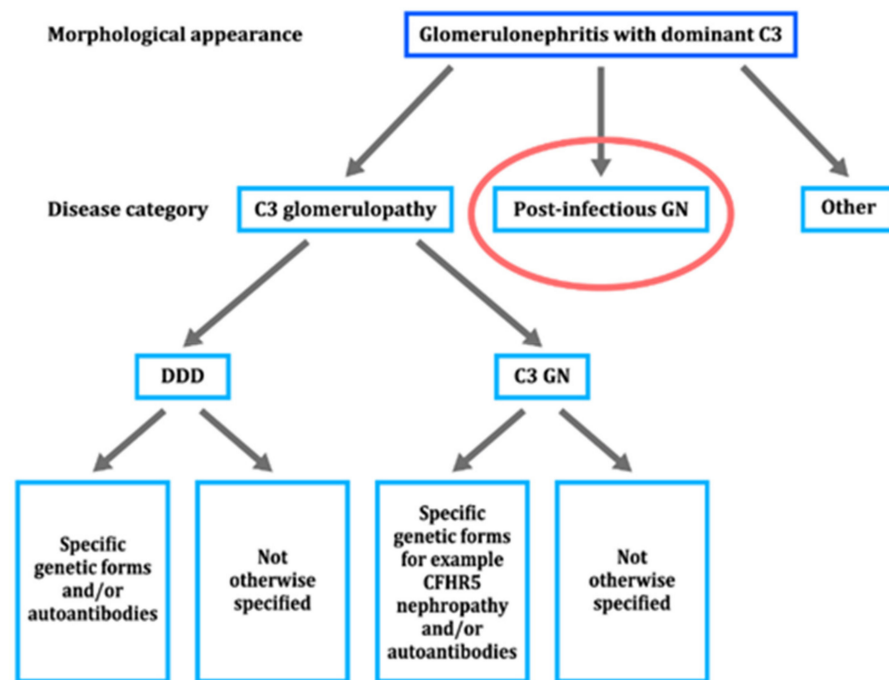 Morphological appearance
Glomerulonephritis with dominant C3
Disease category
C3 glomerulopathy
Post-infectious GN
Other
DDD
C3 GN
Specific
genetic forms
and/or
autoantibodies
Not
otherwise
specified
Specific
genetic forms
for example
CFHR5
nephropathy
and/or
autoantibodies
Not
otherwise
specified